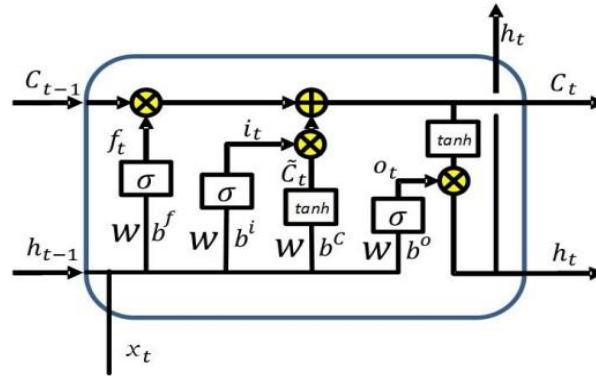 h_t
C_{t-1} C_t
f_t i_t tanh
C̃_t o_t
σ σ tanh σ
W b^f W b^i W b^C W b^o
h_{t-1} h_t
x_t